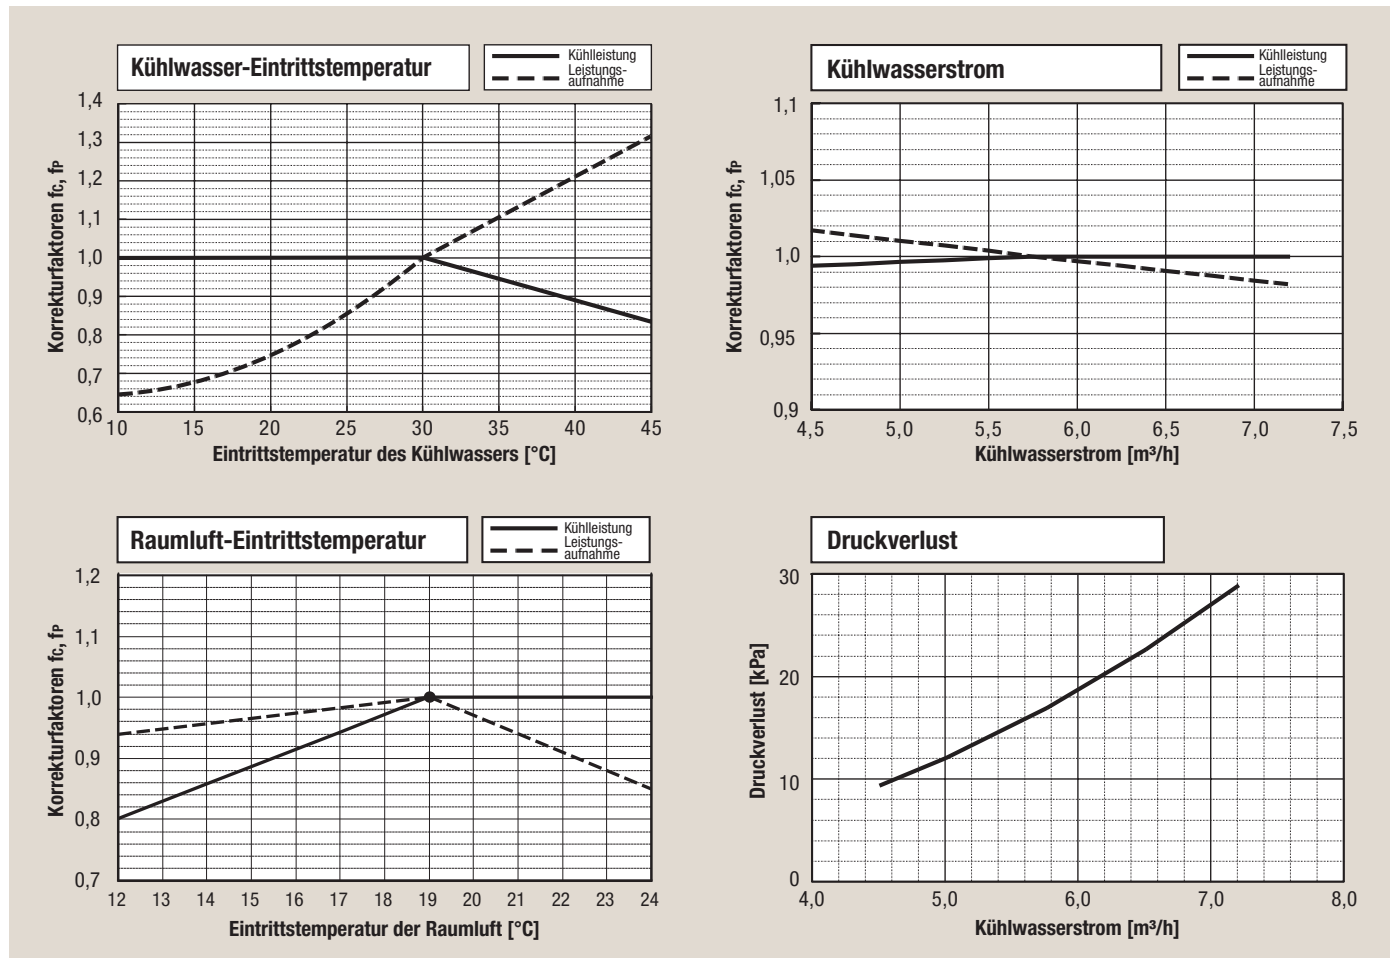 Kühlwasser-Eintrittstemperatur
Kühlleistung
Leistungs-
aufnahme
Korrekturfaktoren fc, fP
1,4
1,3
1,2
1,1
1,0
0,9
0,8
0,7
0,6
10 15 20 25 30 35 40 45
Eintrittstemperatur des Kühlwassers [°C]
Kühlwasserstrom
Kühlleistung
Leistungs-
aufnahme
Korrekturfaktoren fc, fP
1,1
1,05
1,0
0,95
0,9
4,5 5,0 5,5 6,0 6,5 7,0 7,5
Kühlwasserstrom [m³/h]
Raumluft-Eintrittstemperatur
Kühlleistung
Leistungs-
aufnahme
Korrekturfaktoren fc, fP
1,2
1,1
1,0
0,9
0,8
0,7
12 13 14 15 16 17 18 19 20 21 22 23 24
Eintrittstemperatur der Raumluft [°C]
Druckverlust
Druckverlust [kPa]
30
20
10
0
4,0 5,0 6,0 7,0 8,0
Kühlwasserstrom [m³/h]